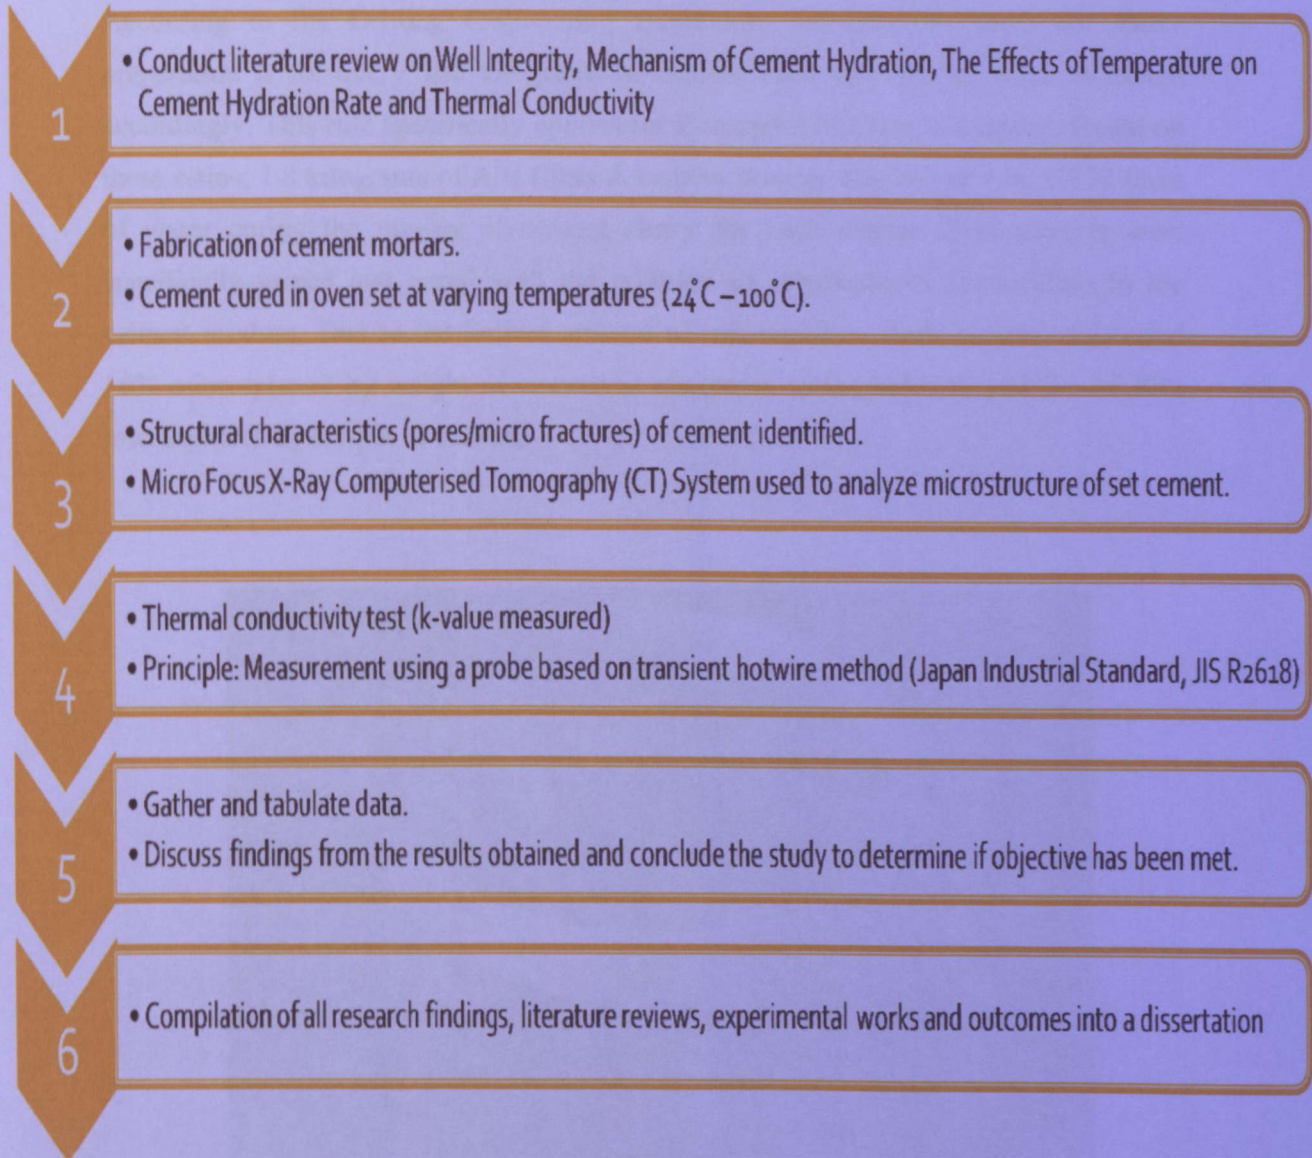 1
• Conduct literature review on Well Integrity, Mechanism of Cement Hydration, The Effects of Temperature on
Cement Hydration Rate and Thermal Conductivity
2
• Fabrication of cement mortars.
• Cement cured in oven set at varying temperatures (24°C – 100°C).
3
• Structural characteristics (pores/micro fractures) of cement identified.
• Micro Focus X-Ray Computerised Tomography (CT) System used to analyze microstructure of set cement.
4
• Thermal conductivity test (k-value measured)
• Principle: Measurement using a probe based on transient hotwire method (Japan Industrial Standard, JIS R2618)
5
• Gather and tabulate data.
• Discuss findings from the results obtained and conclude the study to determine if objective has been met.
6
• Compilation of all research findings, literature reviews, experimental works and outcomes into a dissertation